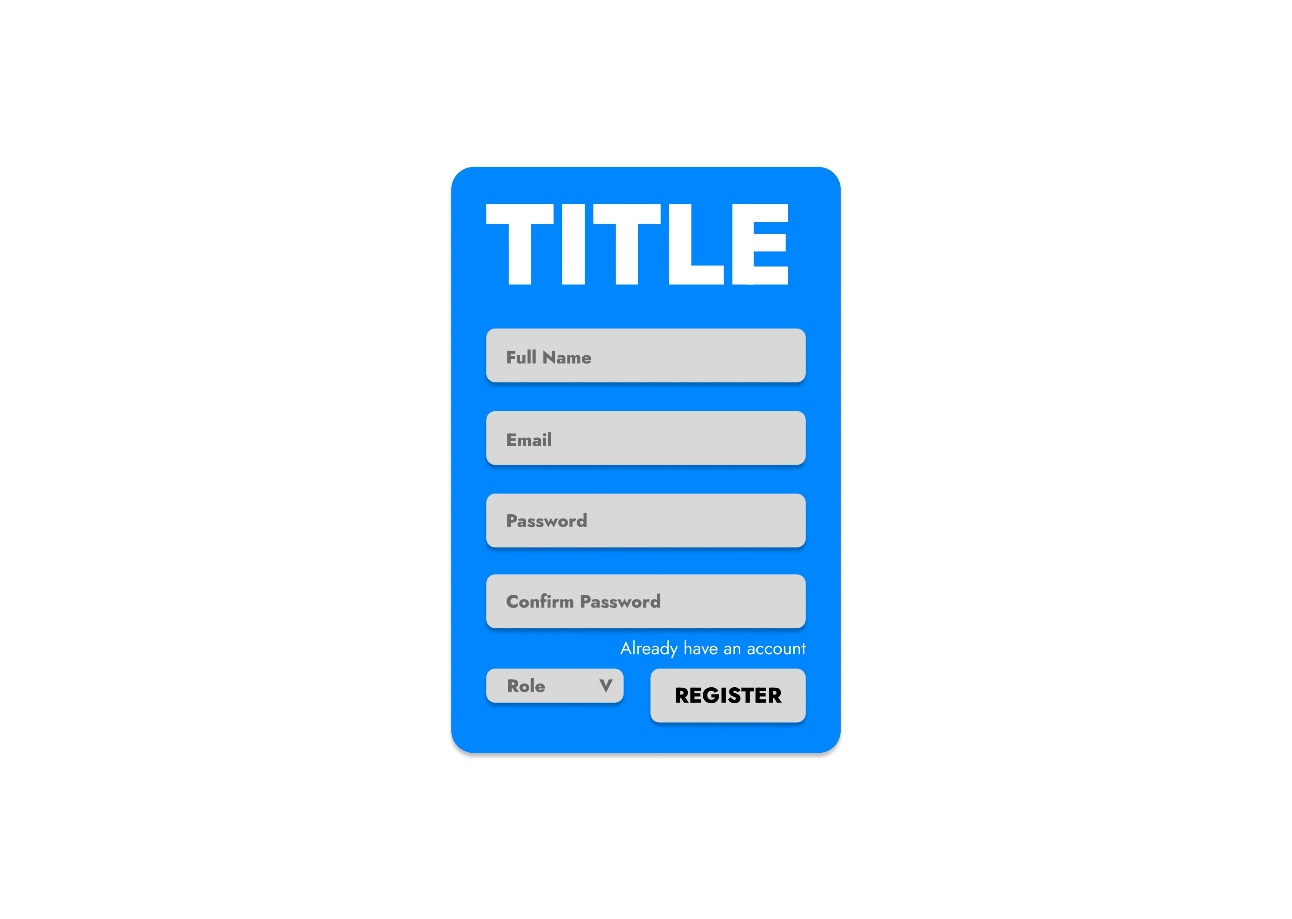 TITLE
Full Name
Email
Password
Confirm Password
Already have an account
Role V
REGISTER